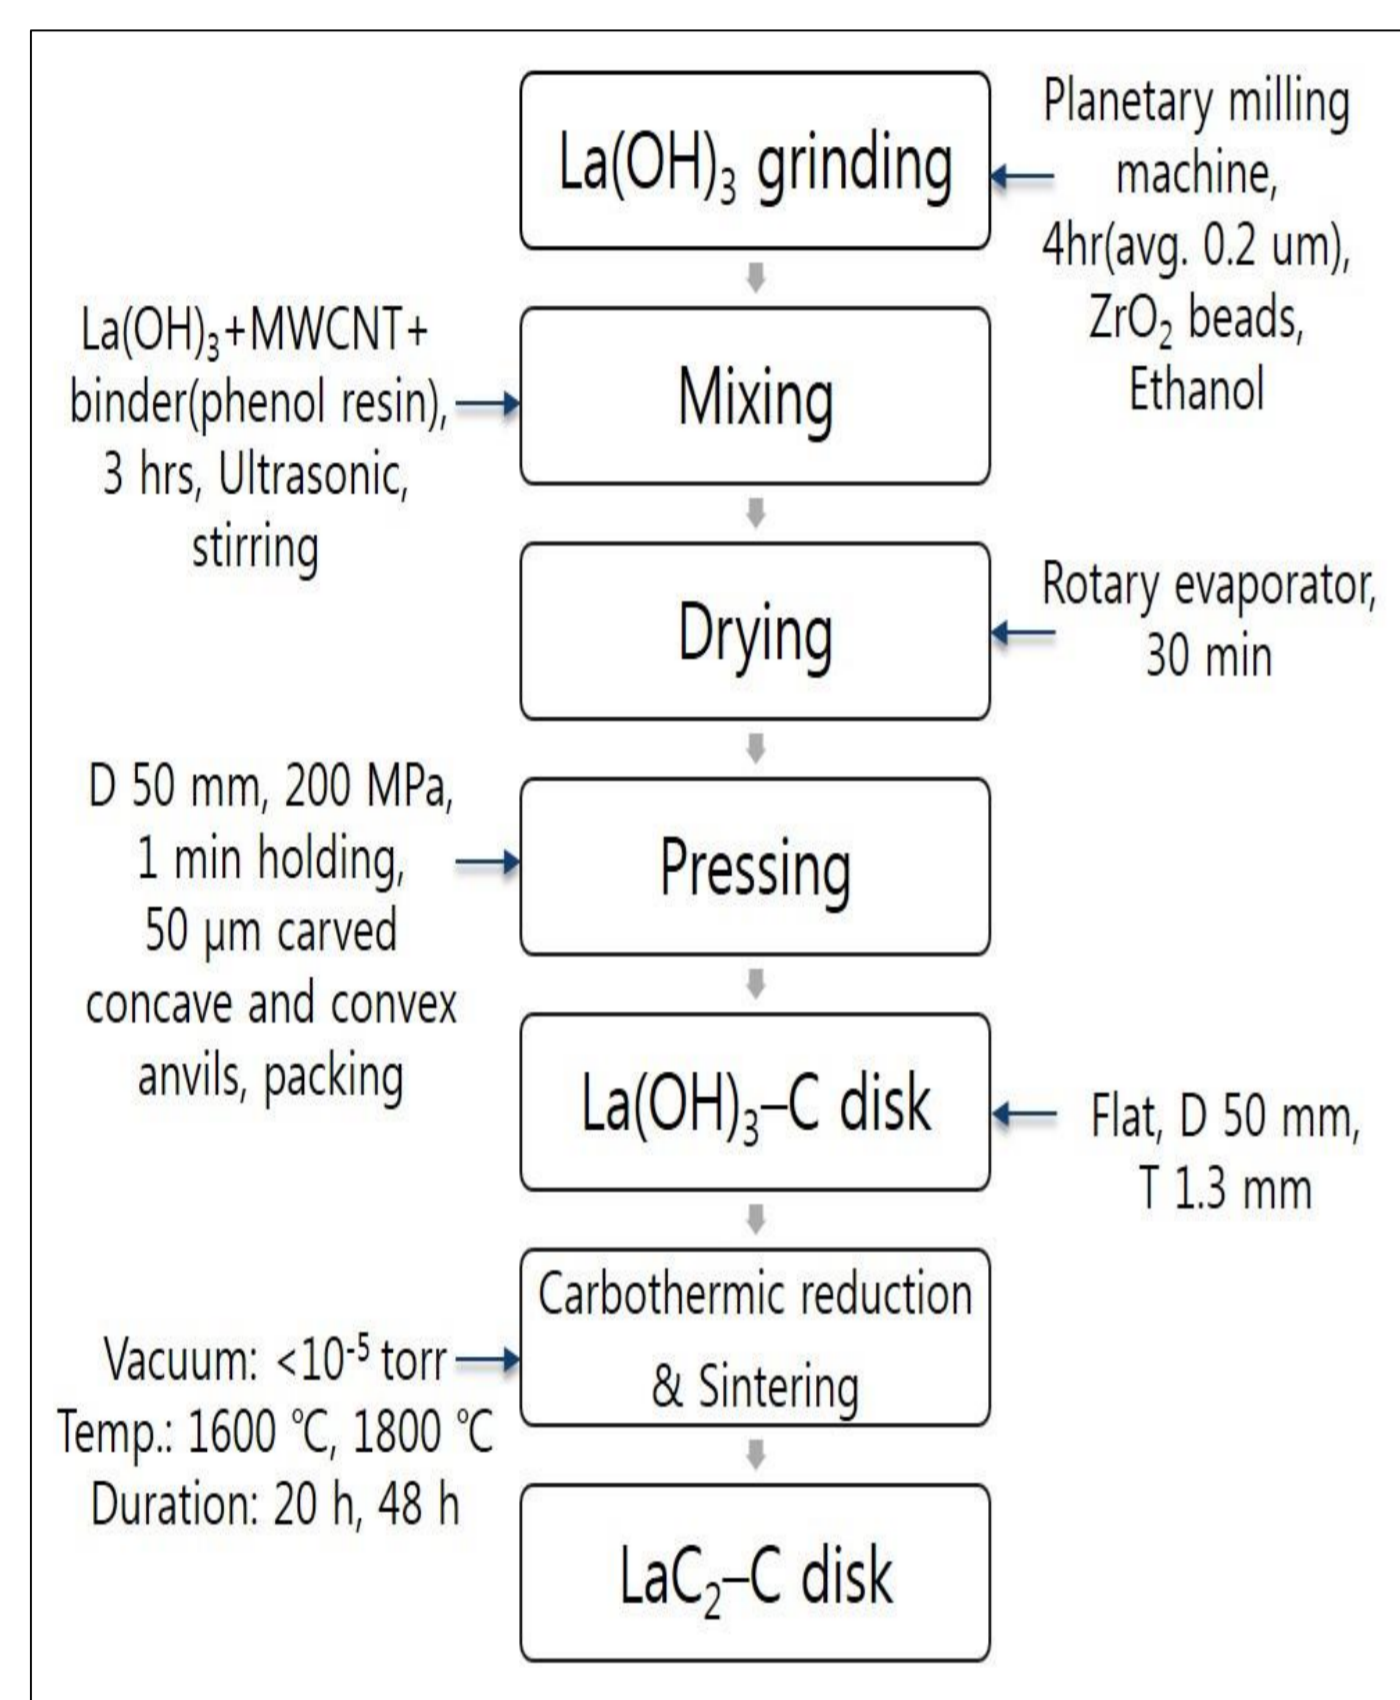 La(OH)₃ grinding
Planetary milling
machine,
4hr(avg. 0.2 um),
ZrO₂ beads,
Ethanol
La(OH)₃+MWCNT+
binder(phenol resin),
3 hrs, Ultrasonic,
stirring
Mixing
Drying
Rotary evaporator,
30 min
D 50 mm, 200 MPa,
1 min holding,
50 μm carved
concave and convex
anvils, packing
Pressing
La(OH)₃–C disk
Flat, D 50 mm,
T 1.3 mm
Carbothermic reduction
& Sintering
Vacuum: <10⁻⁵ torr
Temp.: 1600 ℃, 1800 ℃
Duration: 20 h, 48 h
LaC₂–C disk